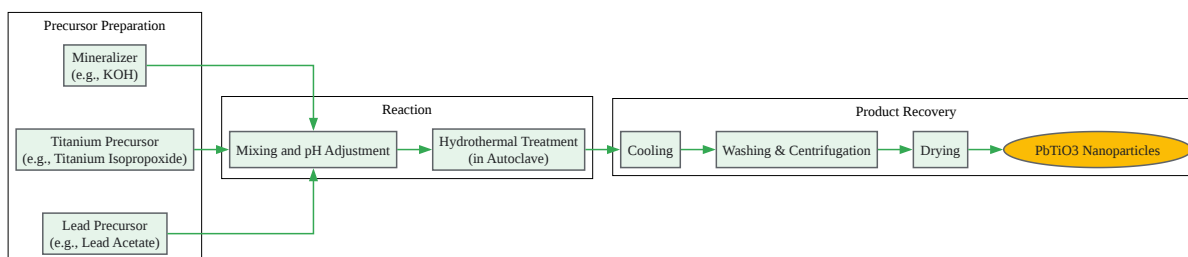 Precursor Preparation
Mineralizer
(e.g., KOH)
Titanium Precursor
(e.g., Titanium Isopropoxide)
Lead Precursor
(e.g., Lead Acetate)
Reaction
Mixing and pH Adjustment
Hydrothermal Treatment
(in Autoclave)
Product Recovery
Cooling
Washing & Centrifugation
Drying
PbTiO3 Nanoparticles